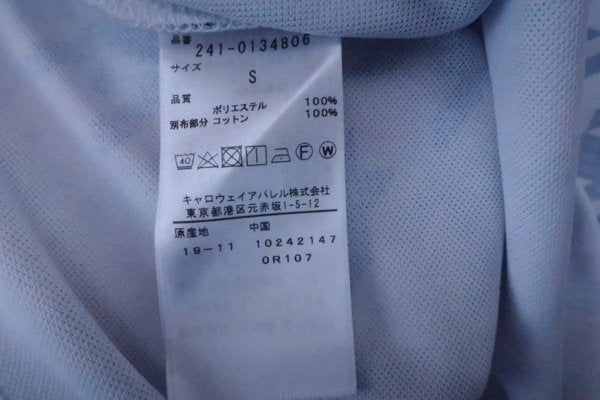 品番
241-0134806
サイズ
S
品質 ポリエステル 100%
別布部分 コットン 100%
40 F W
キャロウェイアパレル株式会社
東京都港区元赤坂1-5-12
原産地 中国
19-11 10242147
0R107